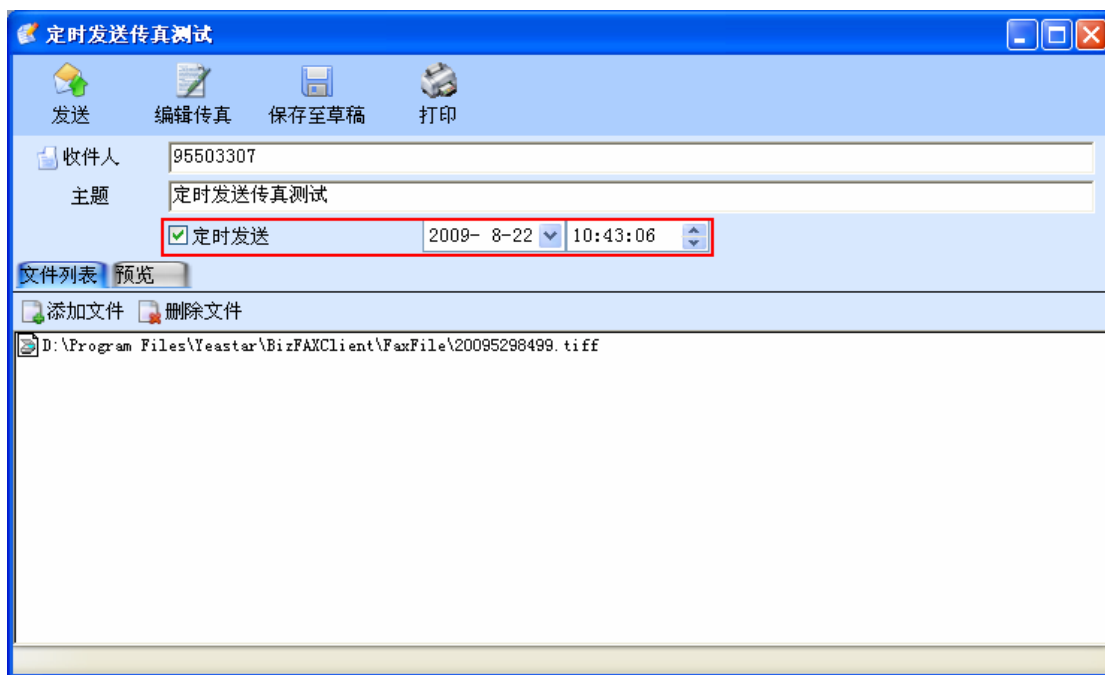 定时发送传真测试
发送 编辑传真 保存至草稿 打印
收件人 95503307
主题 定时发送传真测试
定时发送 2009- 8-22 10:43:06
文件列表 预览
添加文件 删除文件
D:\Program Files\Yeastar\BizFAXClient\FaxFile\20095298499.tiff